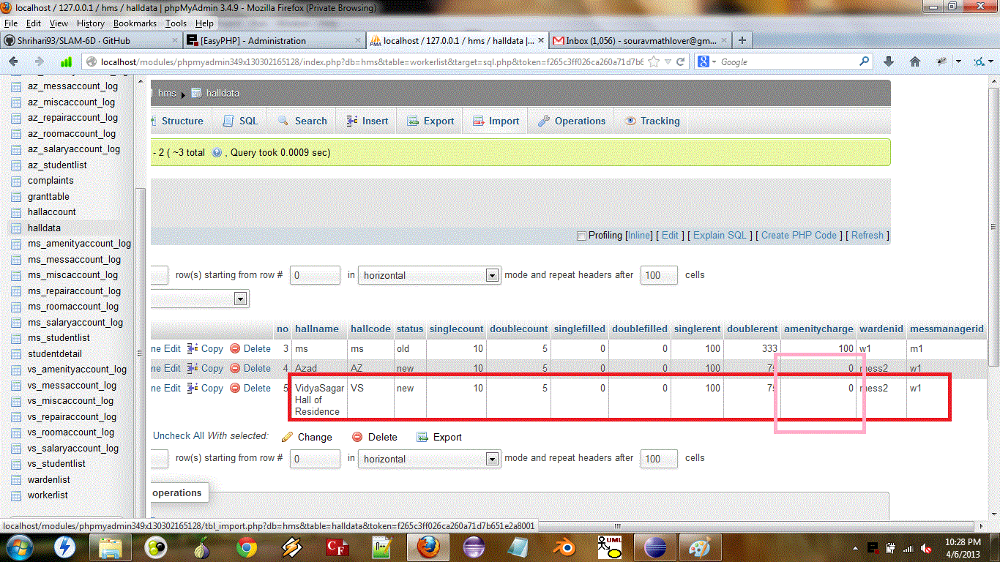 localhost / 127.0.0.1 / hms / halldata | phpMyAdmin 3.4.9 - Mozilla Firefox (Private Browsing)
File Edit View History Bookmarks Tools Help
Shrihari93/SLAM-6D · GitHub × [EasyPHP] - Administration × localhost / 127.0.0.1 / hms / halldata |... × Inbox (1,056) - souravmathlover@gm... × +
localhost/modules/phpmyadmin349x130302165128/index.php?db=hms&table=workerlist&target=sql.php&token=f265c3ff026ca260a71d7b6 Google
az_messaccount_log
az_miscaccount_log
az_repairaccount_log
az_roomaccount_log
az_salaryaccount_log
az_studentlist
complaints
granttable
hallaccount
halldata
ms_amenityaccount_log
ms_messaccount_log
ms_miscaccount_log
ms_repairaccount_log
ms_roomaccount_log
ms_salaryaccount_log
ms_studentlist
studentdetail
vs_amenityaccount_log
vs_messaccount_log
vs_miscaccount_log
vs_repairaccount_log
vs_roomaccount_log
vs_salaryaccount_log
vs_studentlist
wardenlist
workerlist
hms halldata
Structure SQL Search Insert Export Import Operations Tracking
- 2 ( ~3 total , Query took 0.0009 sec)
Profiling [Inline] [ Edit ] [ Explain SQL ] [ Create PHP Code ] [ Refresh ]
row(s) starting from row # 0 in horizontal mode and repeat headers after 100 cells
no hallname hallcode status singlecount doublecount singlefilled doublefilled singlerent doublerent amenitycharge wardenid messmanagerid
ne Edit Copy Delete 3 ms ms old 10 5 0 0 100 333 100 w1 m1
ne Edit Copy Delete 4 Azad AZ new 10 5 0 0 100 75 0 mess2 w1
ne Edit Copy Delete 5 VidyaSagar VS new 10 5 0 0 100 75 0 mess2 w1
Hall of
Residence
Uncheck All With selected: Change Delete Export
row(s) starting from row # 0 in horizontal mode and repeat headers after 100 cells
operations
localhost/modules/phpmyadmin349x130302165128/tbl_import.php?db=hms&table=halldata&token=f265c3ff026ca260a71d7b651e2a8001
10:28 PM
4/6/2013